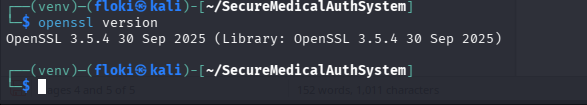 ┌──(venv)─(floki㉿kali)-[~/SecureMedicalAuthSystem]
└─$ openssl version
OpenSSL 3.5.4 30 Sep 2025 (Library: OpenSSL 3.5.4 30 Sep 2025)
┌──(venv)─(floki㉿kali)-[~/SecureMedicalAuthSystem]
└─$